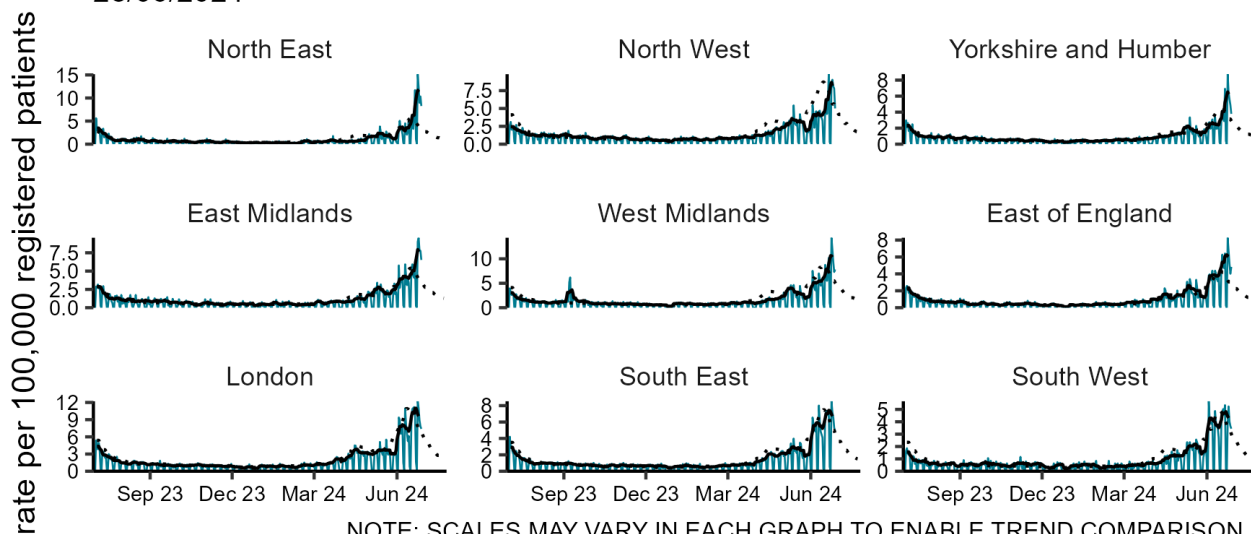 rate per 100,000 registered patients
North East
15
10
5
0
North West
7.5
5.0
2.5
0.0
Yorkshire and Humber
8
6
4
2
0
East Midlands
7.5
5.0
2.5
0.0
West Midlands
10
5
0
East of England
8
6
4
2
0
London
12
9
6
3
0
South East
8
6
4
2
0
South West
5
4
3
2
1
0
Sep 23 Dec 23 Mar 24 Jun 24
Sep 23 Dec 23 Mar 24 Jun 24
Sep 23 Dec 23 Mar 24 Jun 24
NOTE: SCALES MAY VARY IN EACH GRAPH TO ENABLE TREND COMPARISON